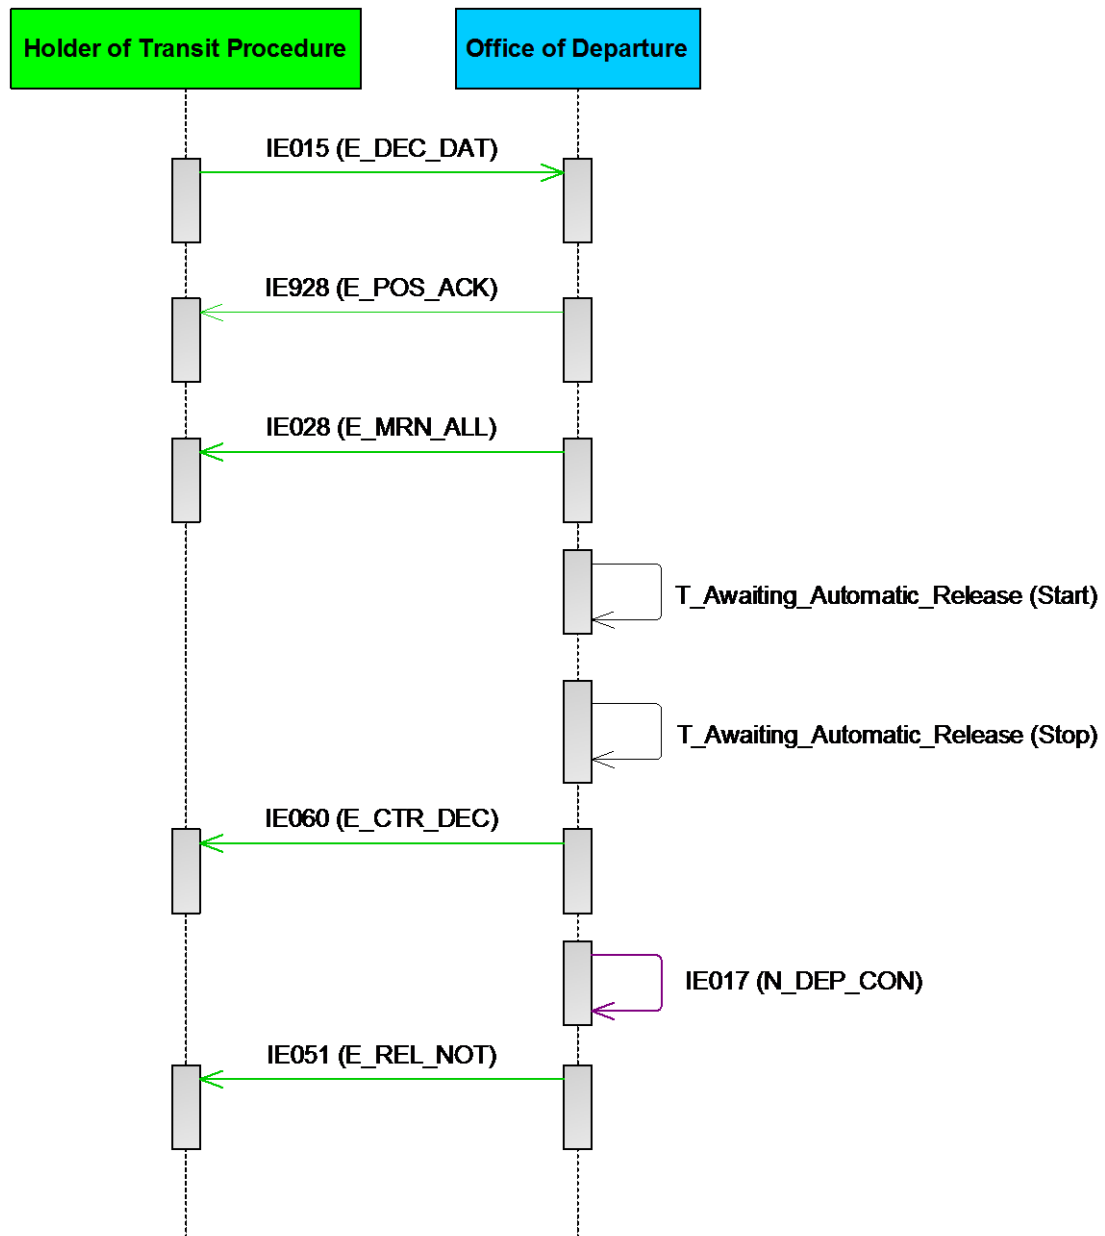 Holder of Transit Procedure
Office of Departure
IE015 (E_DEC_DAT)
IE928 (E_POS_ACK)
IE028 (E_MRN_ALL)
T_Awaiting_Automatic_Release (Start)
T_Awaiting_Automatic_Release (Stop)
IE060 (E_CTR_DEC)
IE017 (N_DEP_CON)
IE051 (E_REL_NOT)